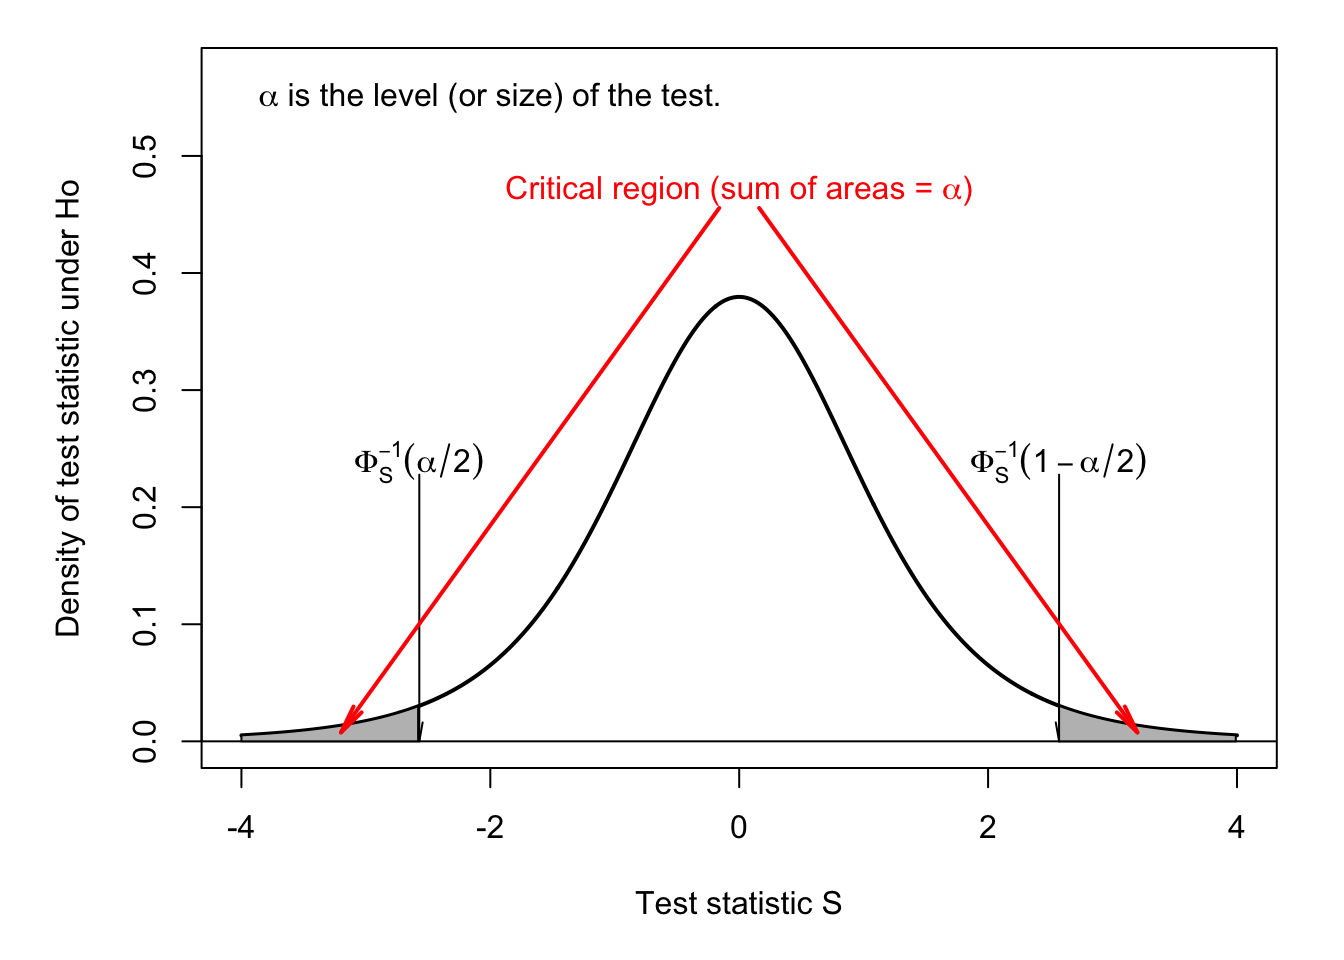 α is the level (or size) of the test.
Critical region (sum of areas = α)
Φ_S^{-1}(α/2)
Φ_S^{-1}(1 − α/2)
Density of test statistic under Ho
0.0
0.1
0.2
0.3
0.4
0.5
-4
-2
0
2
4
Test statistic S